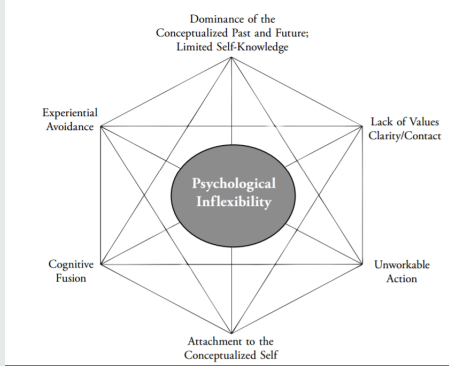 Dominance of the
Conceptualized Past and Future;
Limited Self-Knowledge
Experiential
Avoidance
Lack of Values
Clarity/Contact
Psychological
Inflexibility
Cognitive
Fusion
Unworkable
Action
Attachment to the
Conceptualized Self